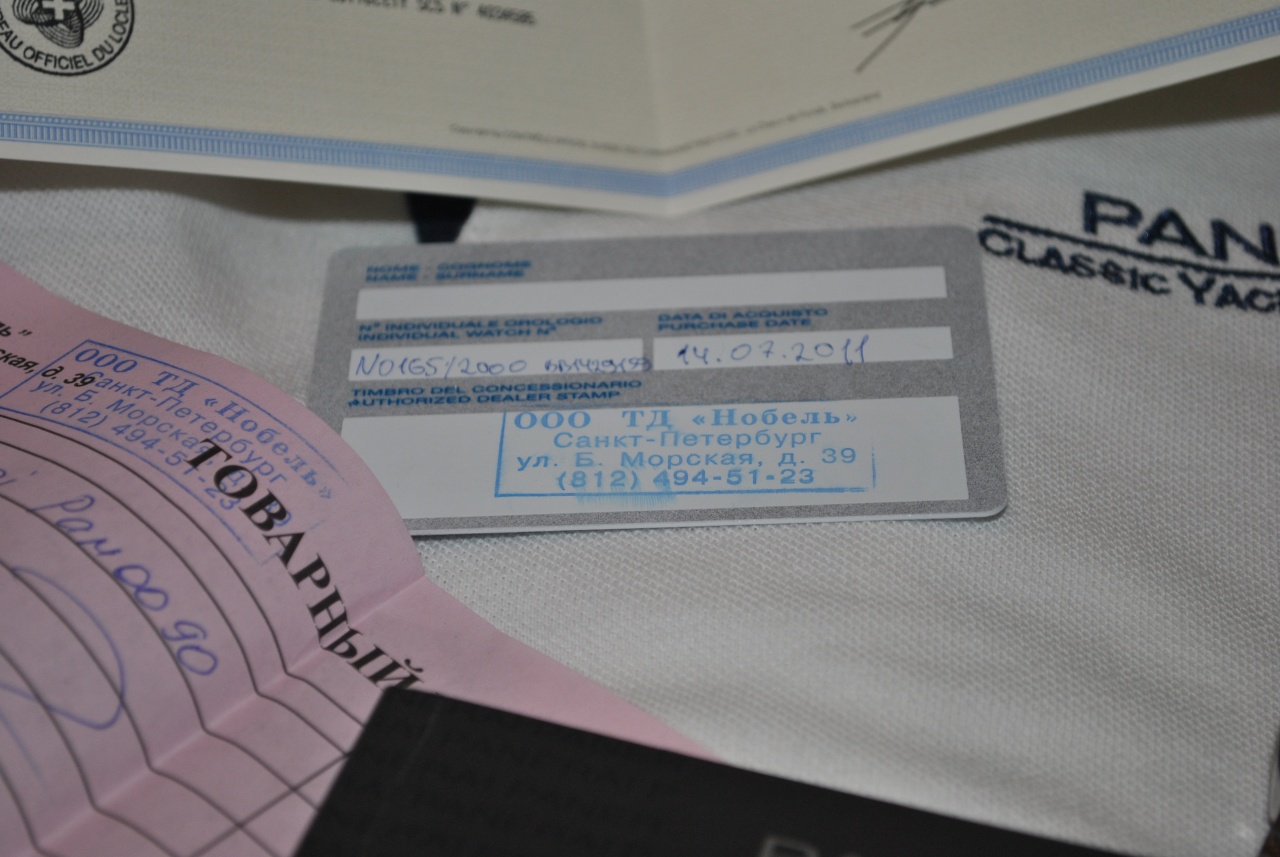 BUREAU OFFICIEL DU LOCLE
PAN
CLASSIC YAC
NOME - COGNOME
NAME - SURNAME
N° INDIVIDUALE OROLOGIO
INDIVIDUAL WATCH N°
DATA DI ACQUISTO
PURCHASE DATE
N0165/2000
14.07.2011
TIMBRO DEL CONCESSIONARIO
AUTHORIZED DEALER STAMP
ООО ТД «Нобель»
Санкт-Петербург
ул. Б. Морская, д. 39
(812) 494-51-23
д. 39
ООО ТД «Нобель»
Санкт-Петербург
ул. Б. Морская, д.
(812) 494-51-23
ТОВАРНЫЙ